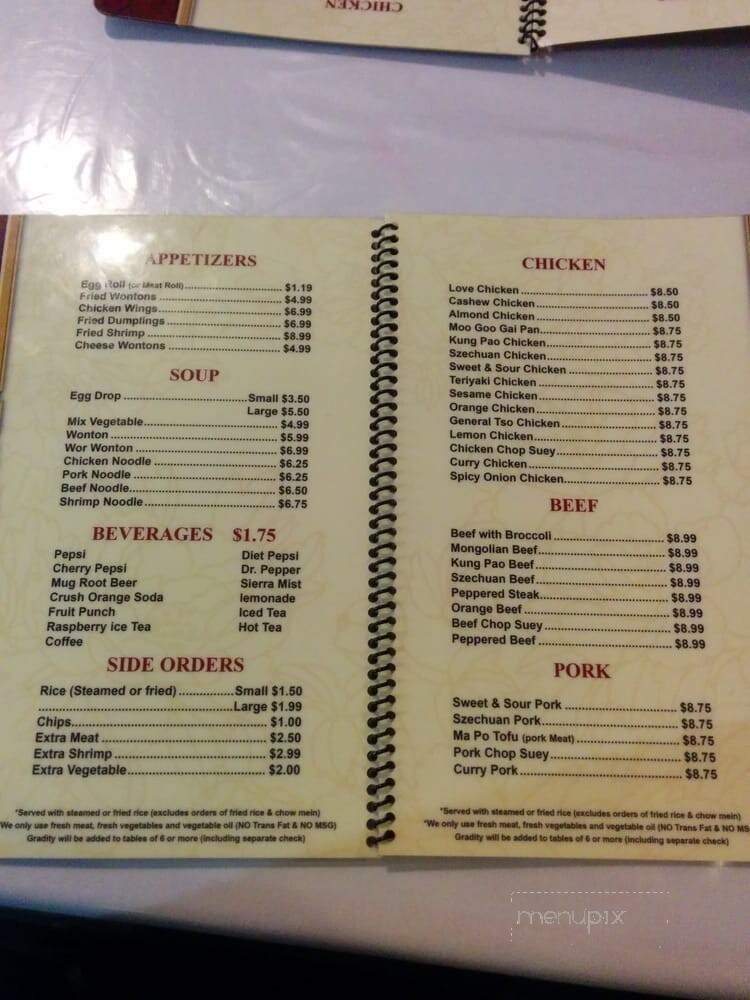 CHICKEN
APPETIZERS
Egg Roll (or Meat Roll)................................ $1.19
Fried Wontons ........................................ $4.99
Chicken Wings........................................ $6.99
Fried Dumplings..................................... $6.99
Fried Shrimp .......................................... $8.99
Cheese Wontons .................................... $4.99
SOUP
Egg Drop ..........................................Small $3.50
Large $5.50
Mix Vegetable........................................ $4.99
Wonton .................................................. $5.99
Wor Wonton ........................................... $6.99
Chicken Noodle ..................................... $6.25
Pork Noodle ........................................... $6.25
Beef Noodle............................................ $6.50
Shrimp Noodle........................................ $6.75
BEVERAGES $1.75
Pepsi
Cherry Pepsi
Mug Root Beer
Crush Orange Soda
Fruit Punch
Raspberry ice Tea
Coffee
Diet Pepsi
Dr. Pepper
Sierra Mist
lemonade
Iced Tea
Hot Tea
SIDE ORDERS
Rice (Steamed or fried) ................Small $1.50
........................................................Large $1.99
Chips........................................................ $1.00
Extra Meat ................................................ $2.50
Extra Shrimp ............................................ $2.99
Extra Vegetable........................................ $2.00
*Served with steamed or fried rice (excludes orders of fried rice & chow mein)
We only use fresh meat, fresh vegetables and vegetable oil (NO Trans Fat & NO MSG)
Gradity will be added to tables of 6 or more (including separate check)
CHICKEN
Love Chicken ........................................ $8.50
Cashew Chicken.................................... $8.50
Almond Chicken .................................... $8.50
Moo Goo Gai Pan................................... $8.75
Kung Pao Chicken................................. $8.75
Szechuan Chicken................................. $8.75
Sweet & Sour Chicken .......................... $8.75
Teriyaki Chicken .................................... $8.75
Sesame Chicken .................................... $8.75
Orange Chicken..................................... $8.75
General Tso Chicken ............................. $8.75
Lemon Chicken...................................... $8.75
Chicken Chop Suey............................... $8.75
Curry Chicken........................................ $8.75
Spicy Onion Chicken............................. $8.75
BEEF
Beef with Broccoli .................................. $8.99
Mongolian Beef....................................... $8.99
Kung Pao Beef........................................ $8.99
Szechuan Beef........................................ $8.99
Peppered Steak....................................... $8.99
Orange Beef ............................................ $8.99
Beef Chop Suey ...................................... $8.99
Peppered Beef ........................................ $8.99
PORK
Sweet & Sour Pork .................................. $8.75
Szechuan Pork......................................... $8.75
Ma Po Tofu (pork Meat) ............................. $8.75
Pork Chop Suey....................................... $8.75
Curry Pork ................................................ $8.75
*Served with steamed or fried rice (excludes orders of fried rice & chow mein)
*We only use fresh meat, fresh vegetables and vegetable oil (NO Trans Fat & NO MS
Gradity will be added to tables of 6 or more (including separate check)
menupix